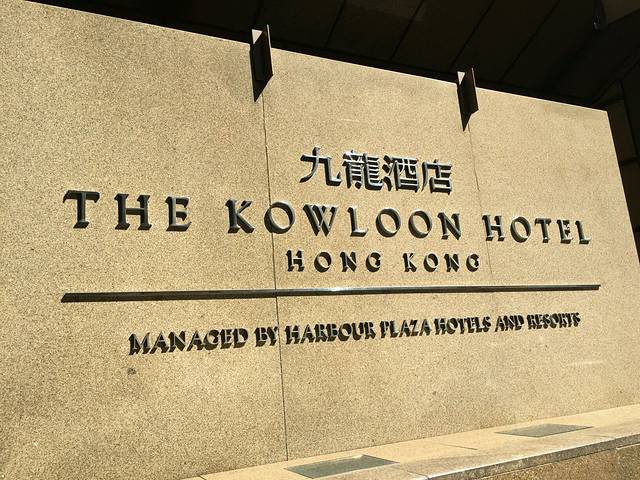 九龍酒店
THE KOWLOON HOTEL
HONG KONG
MANAGED BY HARBOUR PLAZA HOTELS AND RESORTS